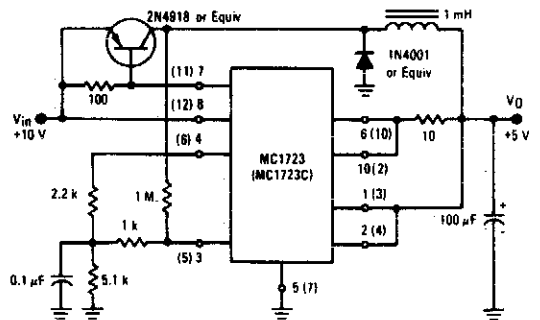 2N4918 or Equiv
1 mH
1N4001
or Equiv
100
(11) 7
(12) 8
Vin
+10 V
(6) 4
MC1723
(MC1723C)
6 (10)
10
VO
+5 V
10 (2)
2.2 k
1 M.
1 (3)
1 k
2 (4)
100 µF
+
(5) 3
0.1 µF
5.1 k
5 (7)